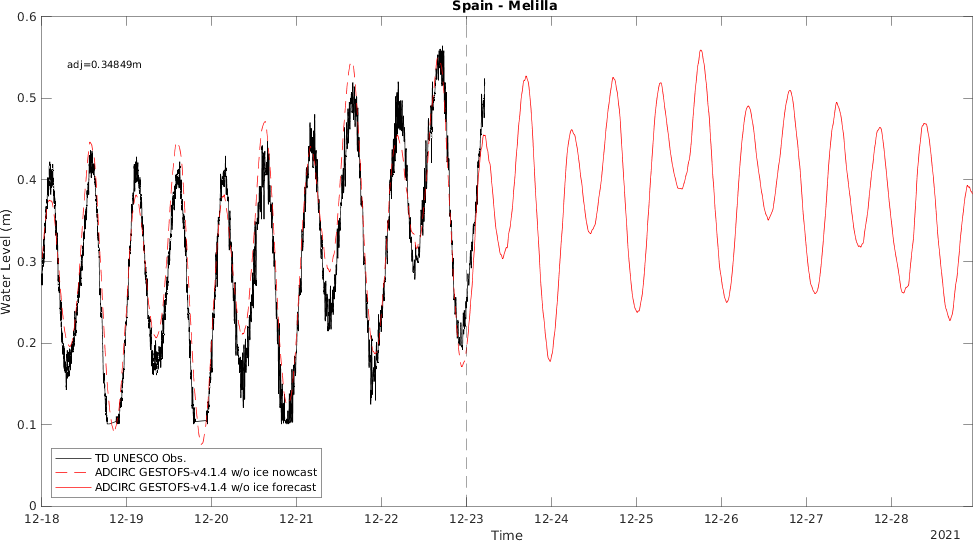 Spain - Melilla
adj=0.34849m
Water Level (m)
0.6
0.5
0.4
0.3
0.2
0.1
0
TD UNESCO Obs.
ADCIRC GESTOFS-v4.1.4 w/o ice nowcast
ADCIRC GESTOFS-v4.1.4 w/o ice forecast
12-18 12-19 12-20 12-21 12-22 12-23 12-24 12-25 12-26 12-27 12-28
Time
2021